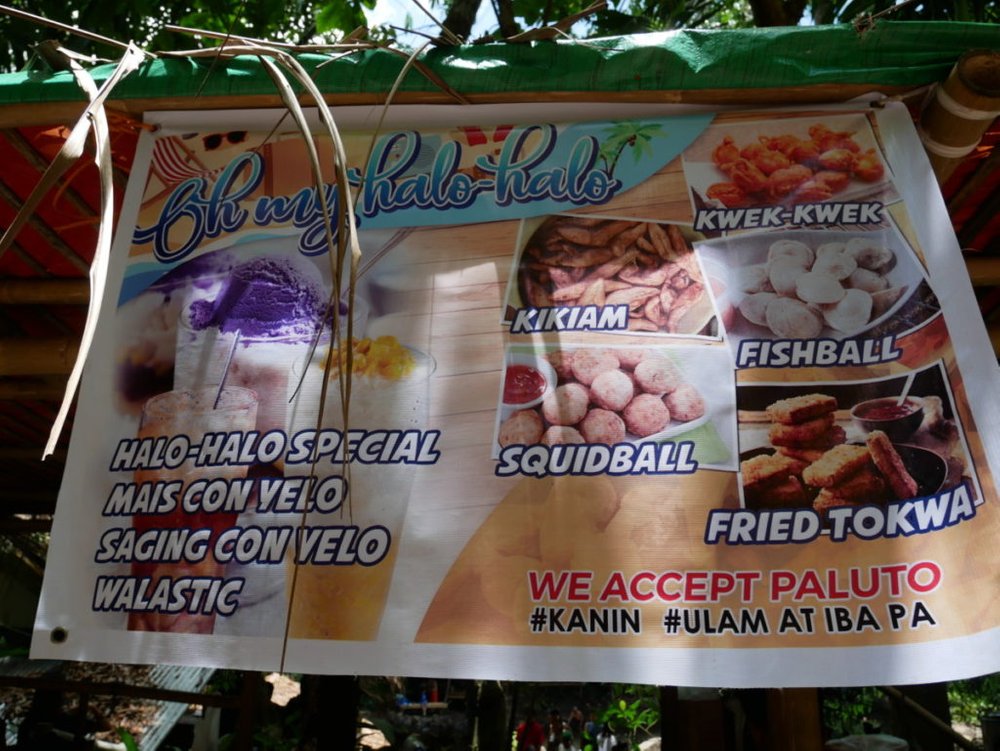 Oh my halo-halo
HALO-HALO SPECIAL
MAIS CON YELO
SAGING CON YELO
WALASTIC
KWEK-KWEK
KIKIAM
FISHBALL
SQUIDBALL
FRIED-TOKWA
WE ACCEPT PALUTO
#KANIN #ULAM AT IBA PA